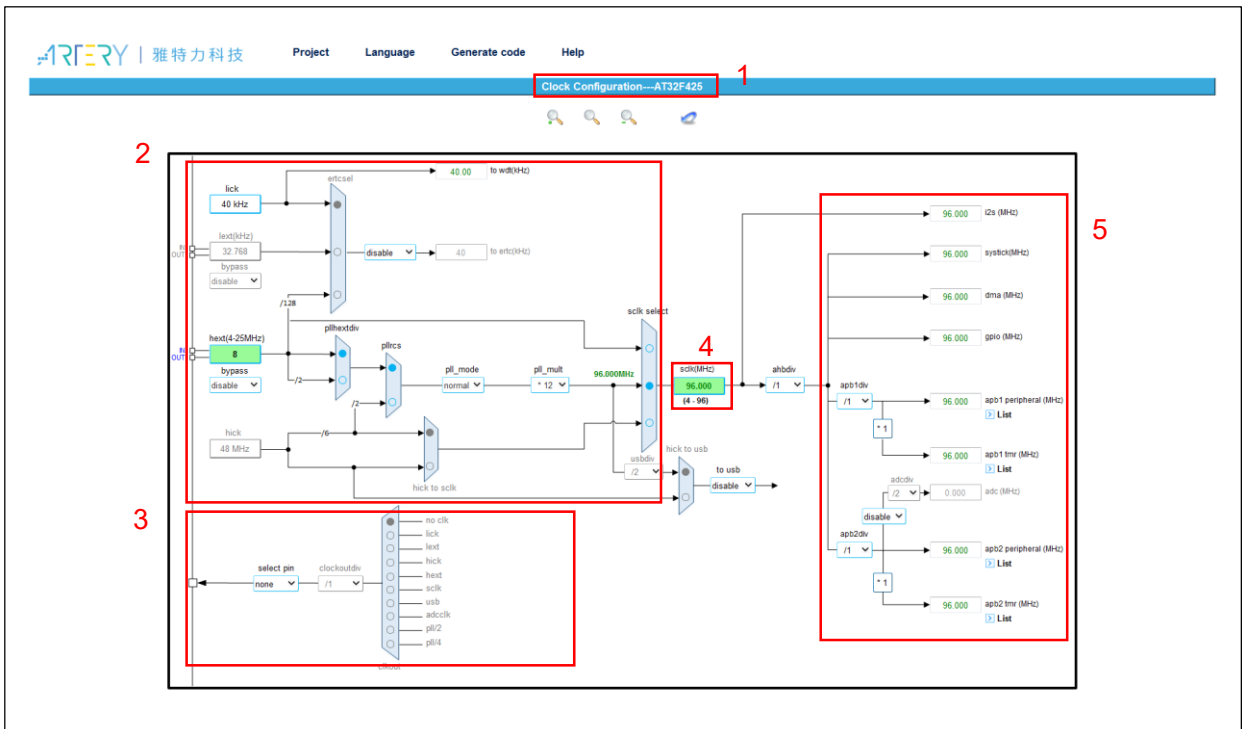 ARTERY | 雅特力科技
Project Language Generate code Help
1
Clock Configuration---AT32F425
2
ertcsel
40.00 to wdt(kHz)
lick
40 kHz
lext(kHz)
IN
OUT
32.768
bypass
disable
disable
40 to ertc(kHz)
/128
hext(4-25MHz)
IN
OUT
8
bypass
disable
pllhextdiv
/2
pllrcs
/2
pll_mode
normal
pll_mult
* 12
96.000MHz
sclk select
hick
48 MHz
/6
hick to sclk
usbdiv
/2
hick to usb
to usb
disable
4
sclk(MHz)
96.000
(4 - 96)
ahbdiv
/1
5
96.000 i2s (MHz)
96.000 systick(MHz)
96.000 dma (MHz)
96.000 gpio (MHz)
apb1div
/1
96.000 apb1 peripheral (MHz)
List
* 1
96.000 apb1 tmr (MHz)
List
adcdiv
/2
0.000 adc (MHz)
disable
apb2div
/1
96.000 apb2 peripheral (MHz)
List
* 1
96.000 apb2 tmr (MHz)
List
3
select pin
none
clockoutdiv
/1
no clk
lick
lext
hick
hext
sclk
usb
adcclk
pll/2
pll/4
clkout